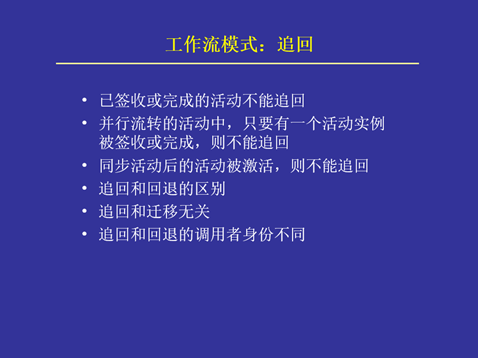 工作流模式：追回
• 已签收或完成的活动不能追回
• 并行流转的活动中，只要有一个活动实例
被签收或完成，则不能追回
• 同步活动后的活动被激活，则不能追回
• 追回和回退的区别
• 追回和迁移无关
• 追回和回退的调用者身份不同